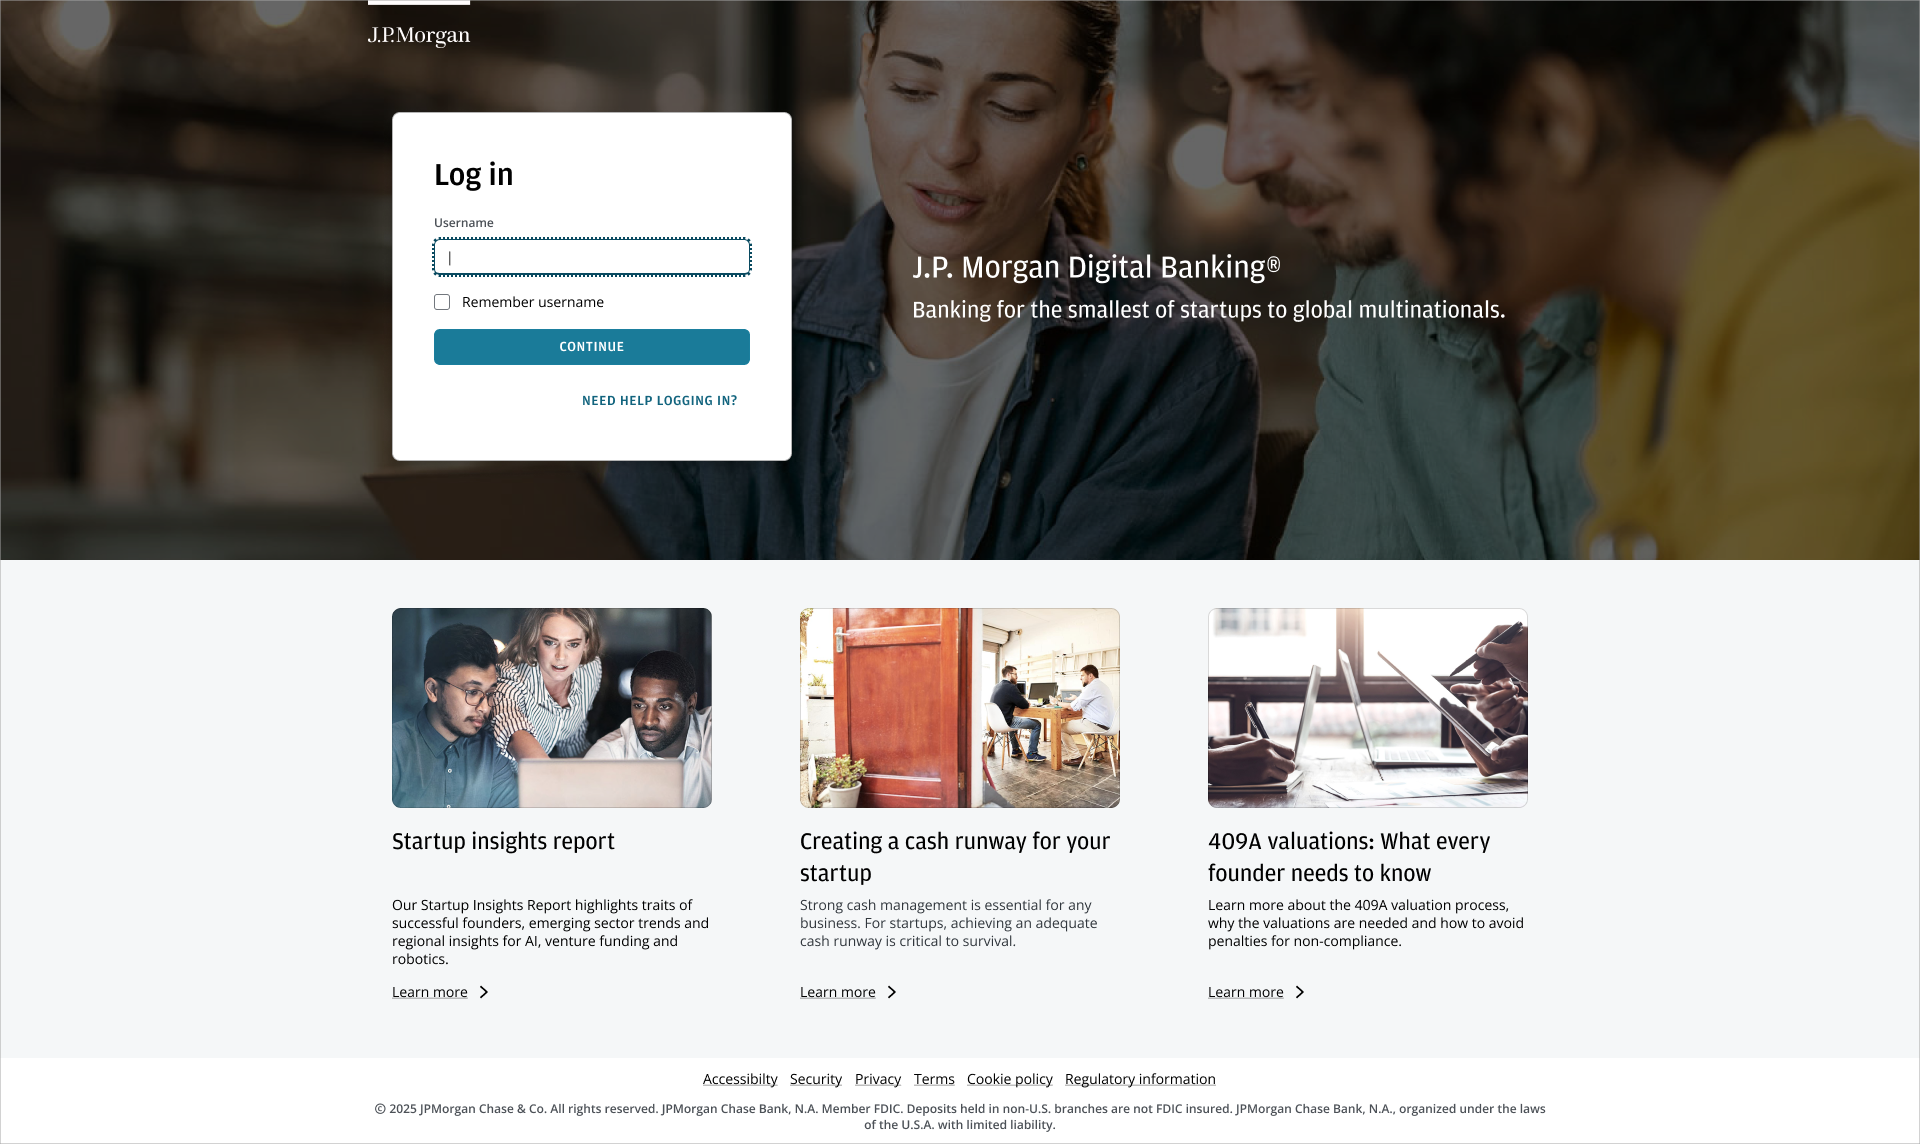 J.P.Morgan
Log in
Username
Remember username
CONTINUE
NEED HELP LOGGING IN?
J.P. Morgan Digital Banking®
Banking for the smallest of startups to global multinationals.
Startup insights report
Our Startup Insights Report highlights traits of
successful founders, emerging sector trends and
regional insights for AI, venture funding and
robotics.
Learn more
Creating a cash runway for your
startup
Strong cash management is essential for any
business. For startups, achieving an adequate
cash runway is critical to survival.
Learn more
409A valuations: What every
founder needs to know
Learn more about the 409A valuation process,
why the valuations are needed and how to avoid
penalties for non-compliance.
Learn more
Accessibilty Security Privacy Terms Cookie policy Regulatory information
© 2025 JPMorgan Chase & Co. All rights reserved. JPMorgan Chase Bank, N.A. Member FDIC. Deposits held in non-U.S. branches are not FDIC insured. JPMorgan Chase Bank, N.A., organized under the laws
of the U.S.A. with limited liability.